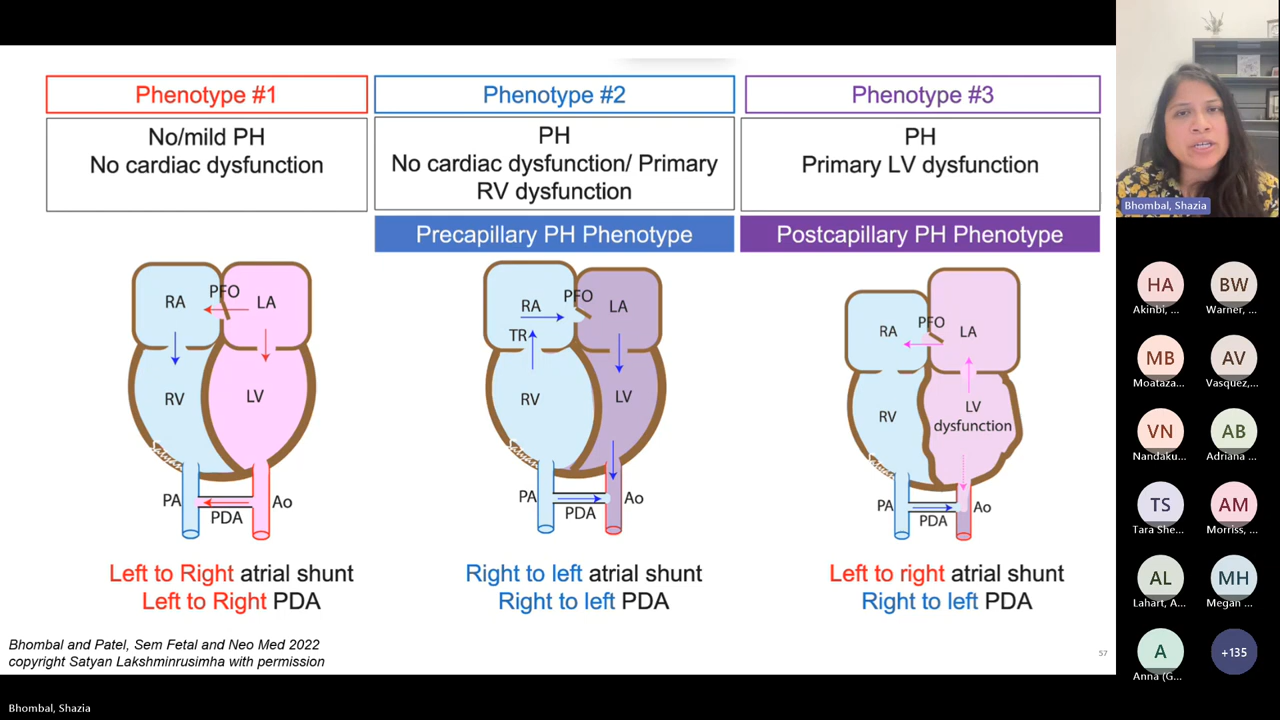 Phenotype #1
Phenotype #2
Phenotype #3
No/mild PH
No cardiac dysfunction
PH
No cardiac dysfunction/ Primary
RV dysfunction
PH
Primary LV dysfunction
Precapillary PH Phenotype
Postcapillary PH Phenotype
RA
PFO
LA
RV
LV
PA
PDA
Ao
RA
PFO
LA
TR
RV
LV
PA
PDA
Ao
RA
PFO
LA
RV
LV
dysfunction
PA
PDA
Ao
Left to Right atrial shunt
Left to Right PDA
Right to left atrial shunt
Right to left PDA
Left to right atrial shunt
Right to left PDA
Bhombal and Patel, Sem Fetal and Neo Med 2022
copyright Satyan Lakshminrusimha with permission
57
Bhombal, Shazia
HA
Akinbi, ...
BW
Warner, ...
MB
Moataza...
AV
Vasquez,...
VN
Nandaku...
AB
Adriana ...
TS
Tara She...
AM
Morriss, ...
AL
Lahart, A...
MH
Megan ...
A
Anna (G...
+135
Bhombal, Shazia